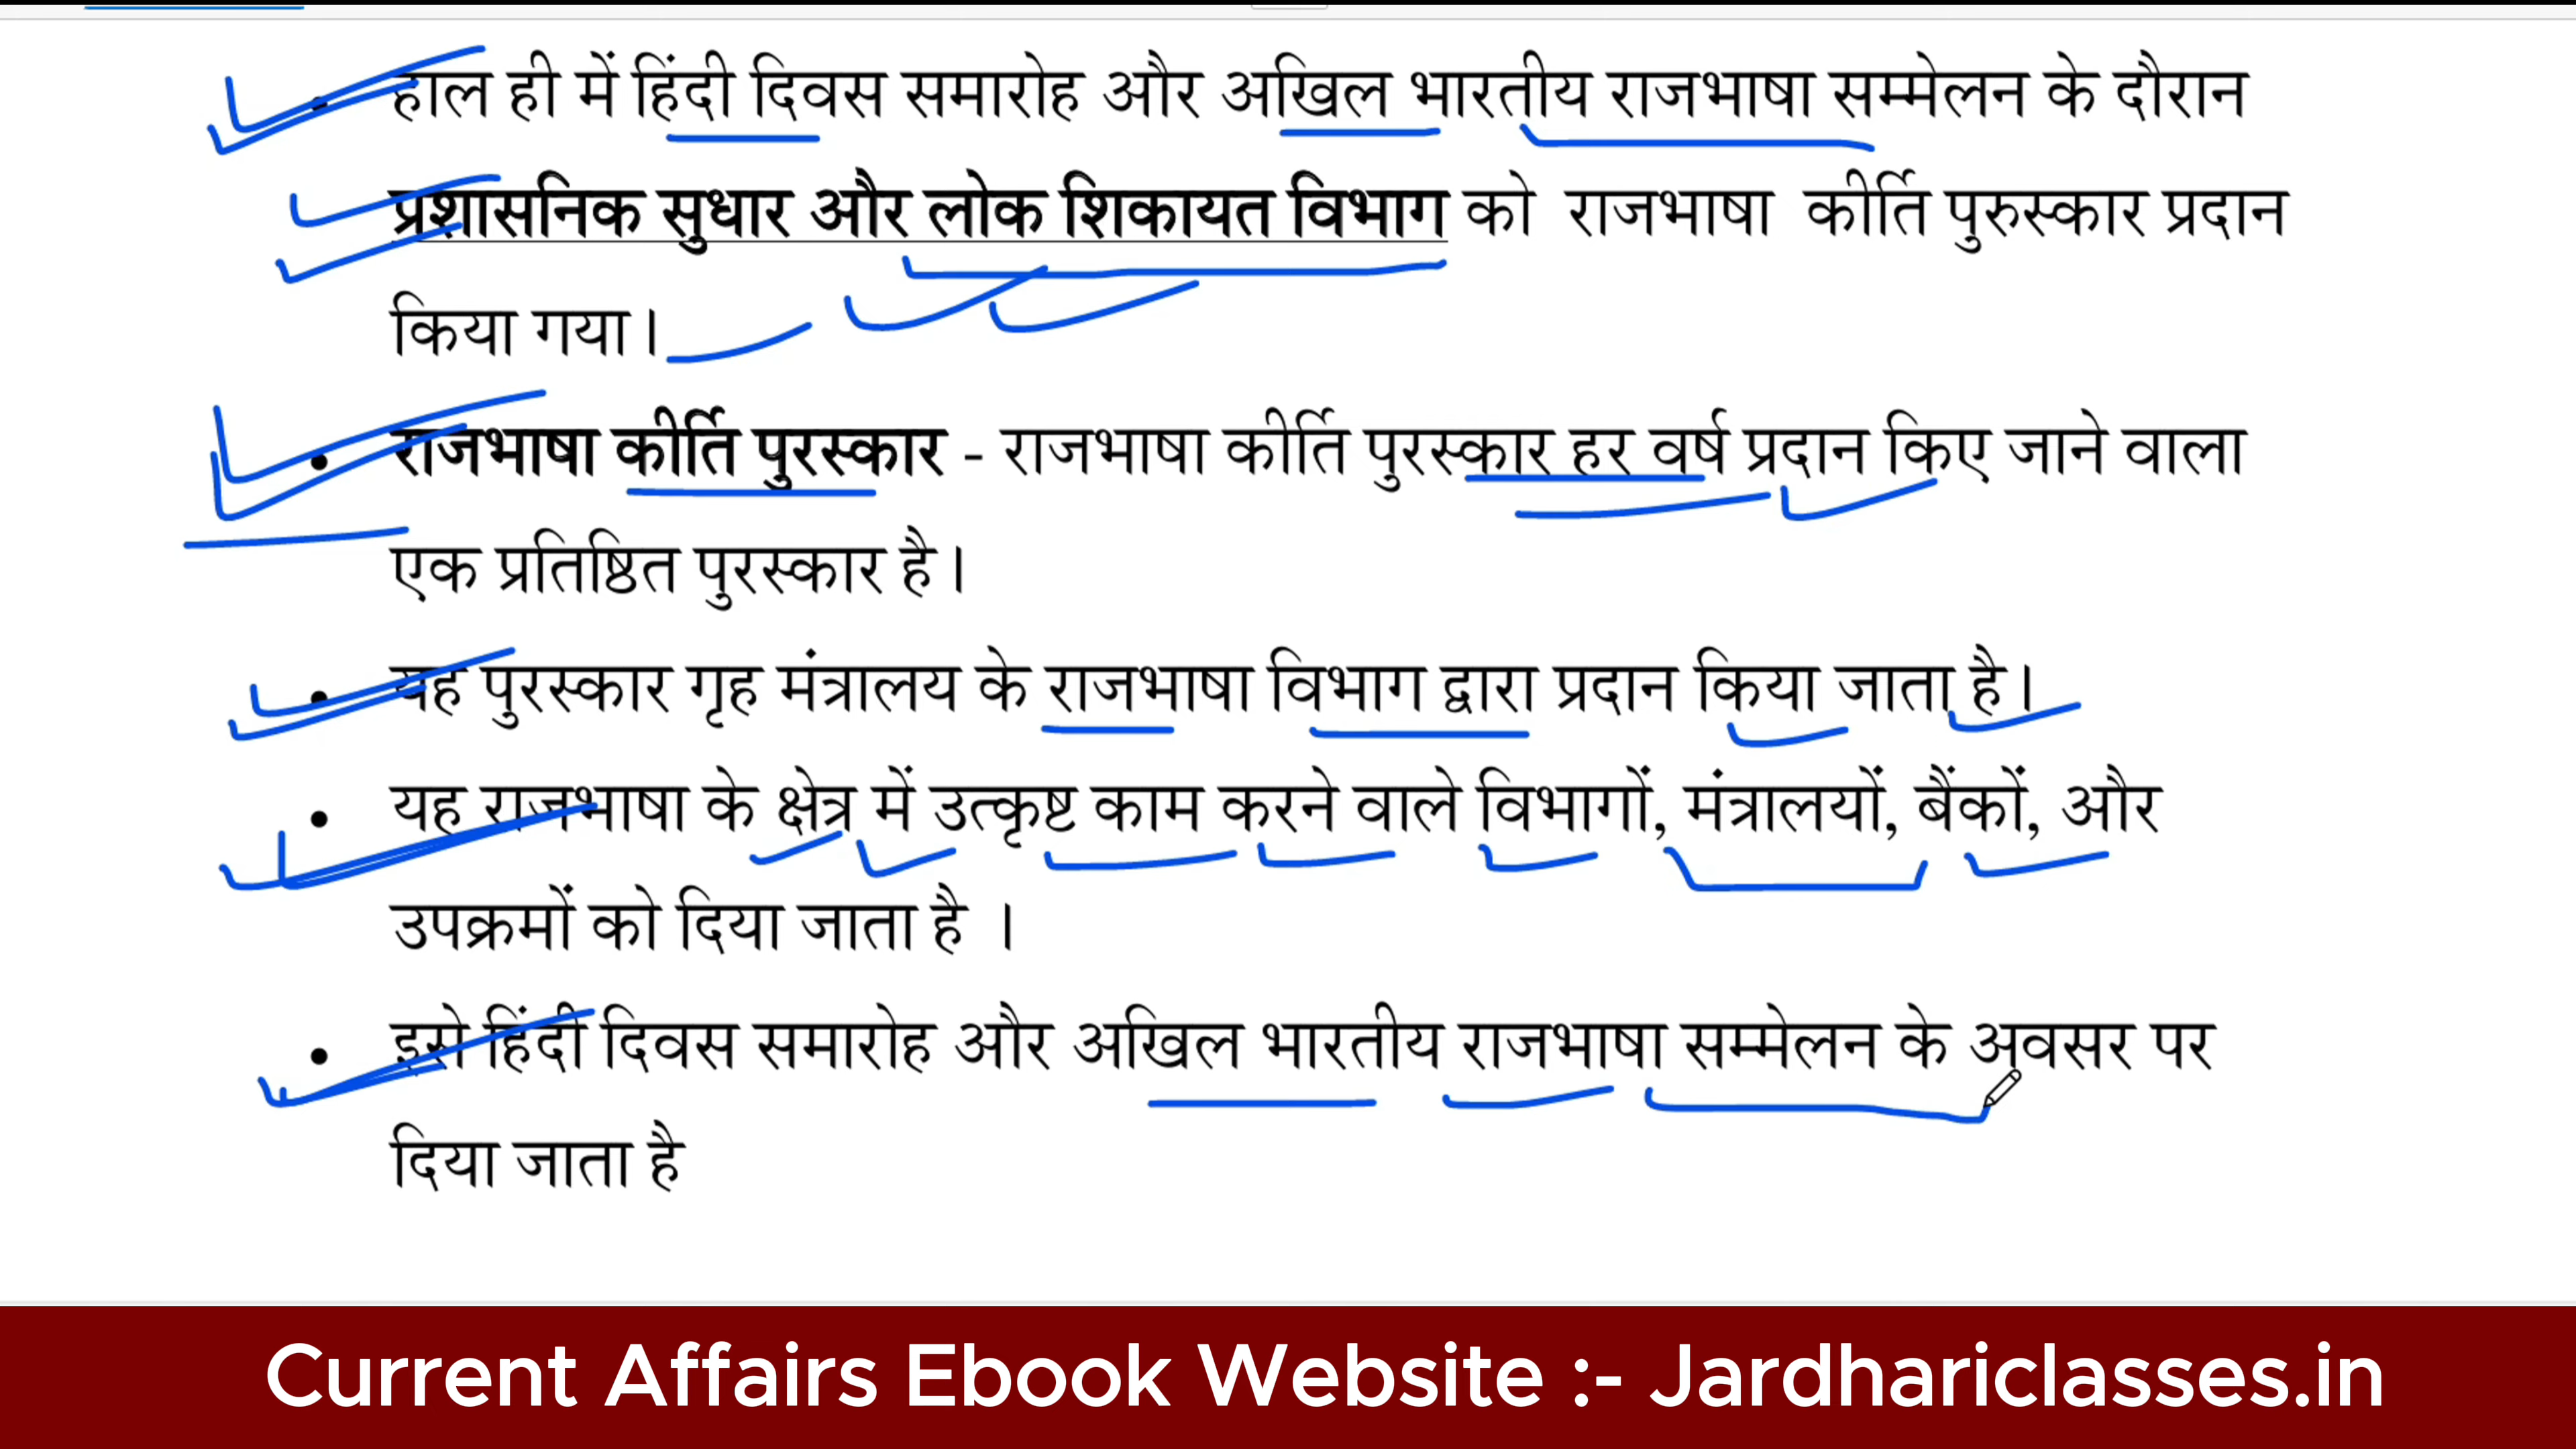 • हाल ही में हिंदी दिवस समारोह और अखिल भारतीय राजभाषा सम्मेलन के दौरान
प्रशासनिक सुधार और लोक शिकायत विभाग को राजभाषा कीर्ति पुरुस्कार प्रदान
किया गया।
• राजभाषा कीर्ति पुरस्कार - राजभाषा कीर्ति पुरस्कार हर वर्ष प्रदान किए जाने वाला
एक प्रतिष्ठित पुरस्कार है।
• यह पुरस्कार गृह मंत्रालय के राजभाषा विभाग द्वारा प्रदान किया जाता है।
• यह राजभाषा के क्षेत्र में उत्कृष्ट काम करने वाले विभागों, मंत्रालयों, बैंकों, और
उपक्रमों को दिया जाता है ।
• इसे हिंदी दिवस समारोह और अखिल भारतीय राजभाषा सम्मेलन के अवसर पर
दिया जाता है
Current Affairs Ebook Website :- Jardhariclasses.in